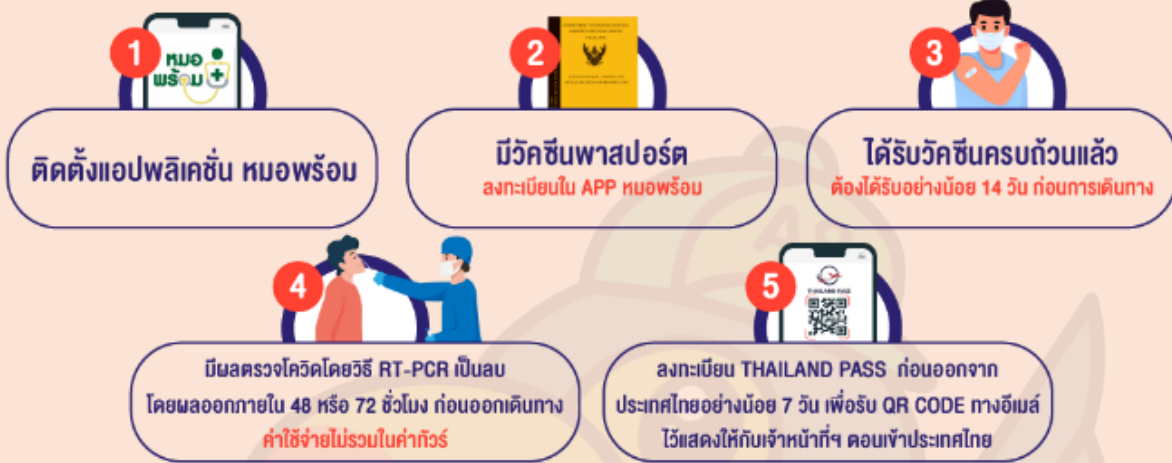 1
หมอ
พร้อม
ติดตั้งแอปพลิเคชั่น หมอพร้อม
2
THAILAND
มีวัคซีนพาสปอร์ต
ลงทะเบียนใน APP หมอพร้อม
3
ได้รับวัคซีนครบถ้วนแล้ว
ต้องได้รับอย่างน้อย 14 วัน ก่อนการเดินทาง
4
มีผลตรวจโควิดโดยวิธี RT-PCR เป็นลบ
โดยผลออกภายใน 48 หรือ 72 ชั่วโมง ก่อนออกเดินทาง
ค่าใช้จ่ายไม่รวมในค่าทัวร์
5
THAILAND PASS
ลงทะเบียน THAILAND PASS ก่อนออกจาก
ประเทศไทยอย่างน้อย 7 วัน เพื่อรับ QR CODE ทางอีเมล์
ไว้แสดงให้กับเจ้าหน้าที่ฯ ตอนเข้าประเทศไทย